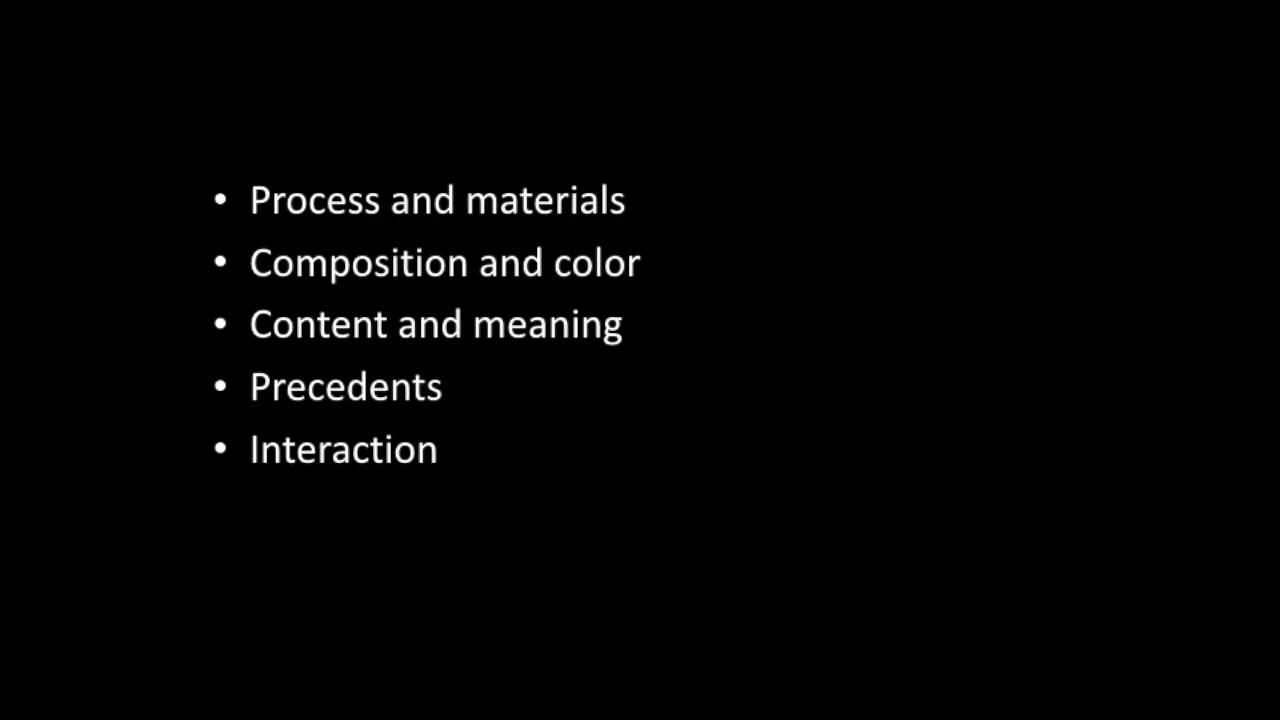 • Process and materials
• Composition and color
• Content and meaning
• Precedents
• Interaction